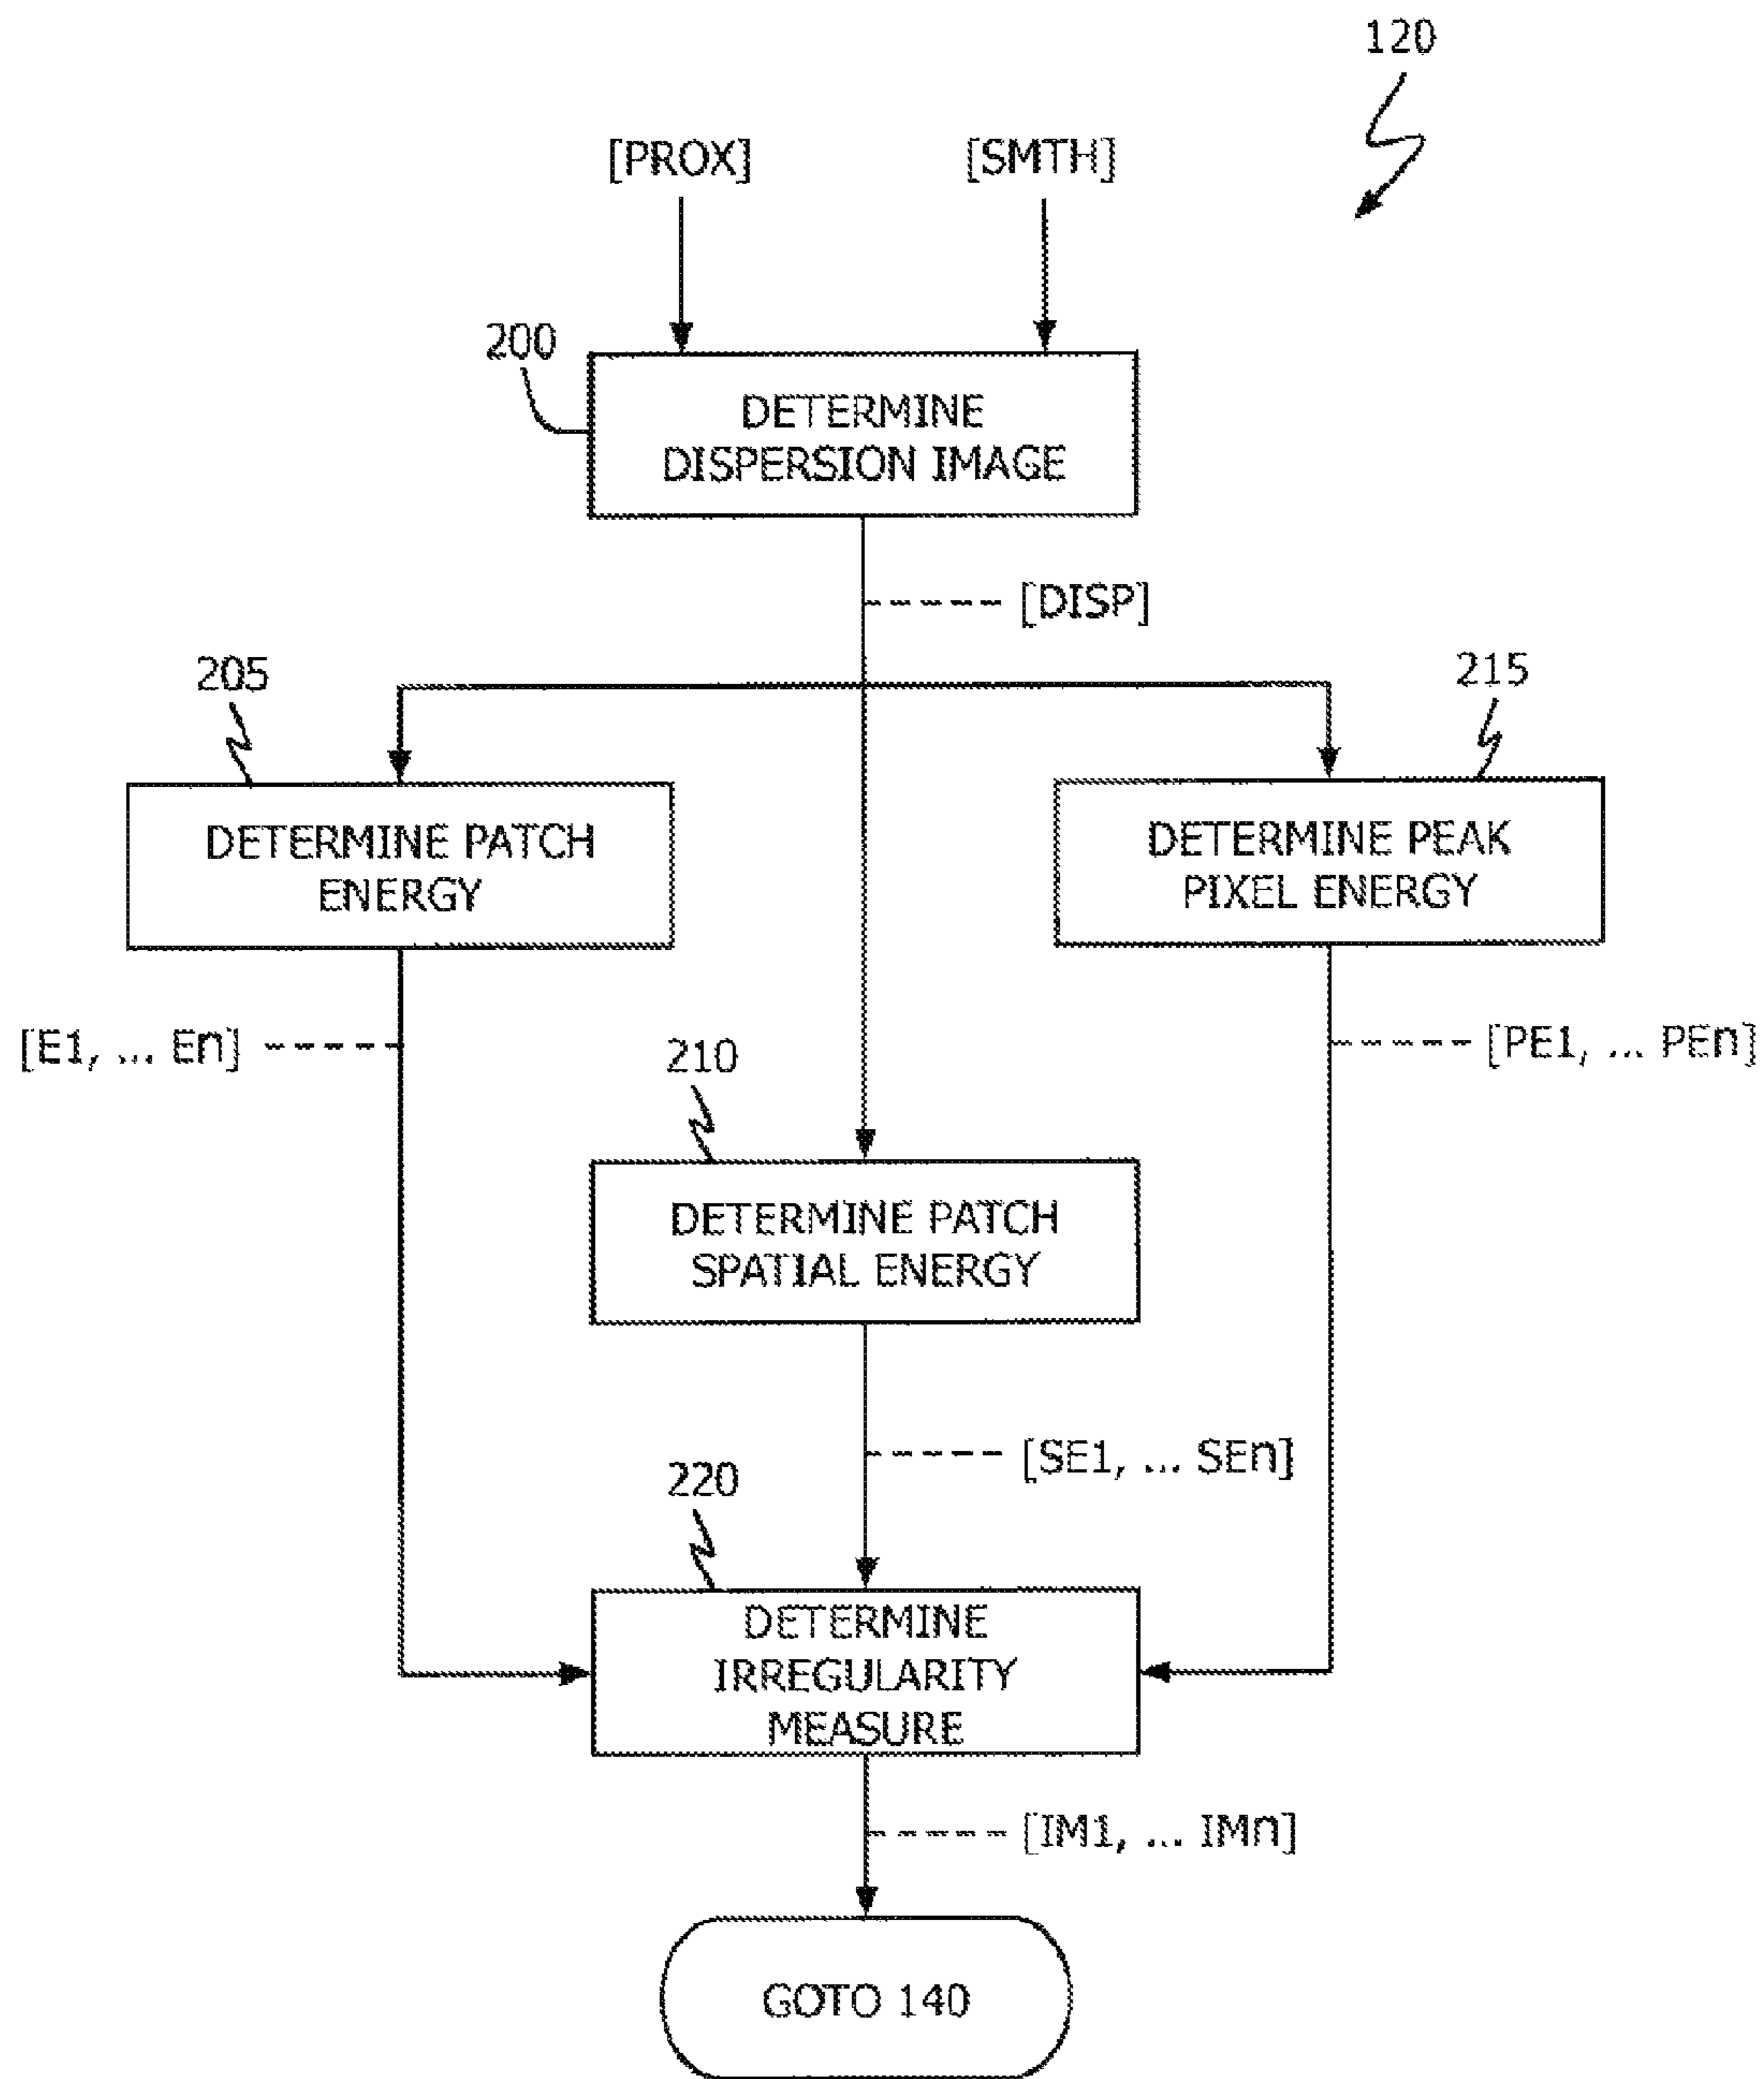 120
[PROX]
[SMTH]
200
DETERMINE
DISPERSION IMAGE
[DISP]
205
215
DETERMINE PATCH
ENERGY
DETERMINE PEAK
PIXEL ENERGY
[E1, ... En]
[PE1, ... PEn]
210
DETERMINE PATCH
SPATIAL ENERGY
[SE1, ... SEn]
220
DETERMINE
IRREGULARITY
MEASURE
[IM1, ... IMn]
GOTO 140